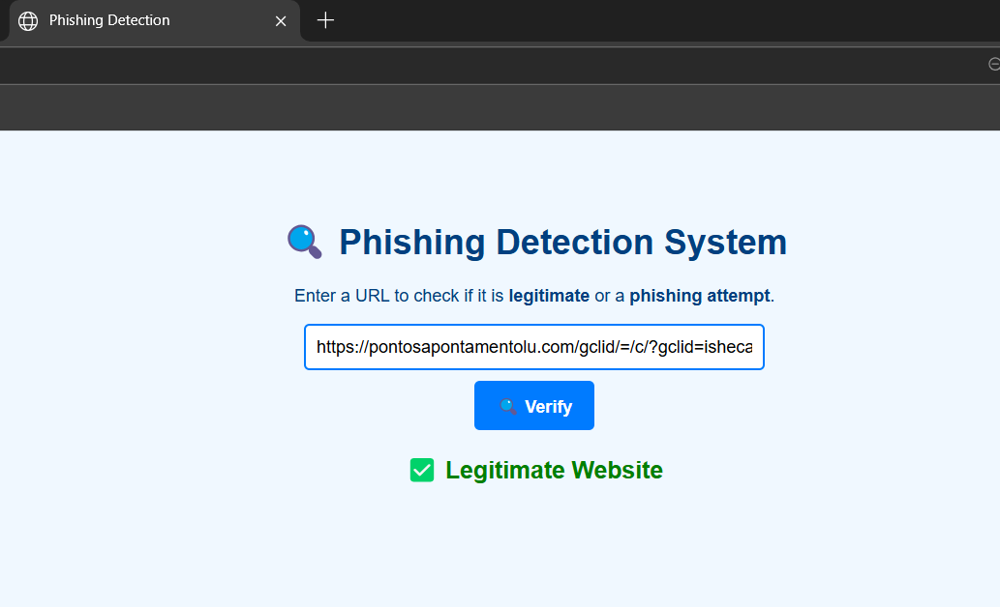 Phishing Detection
Phishing Detection System
Enter a URL to check if it is legitimate or a phishing attempt.
https://pontosapontamentolu.com/gclid/=/c/?gclid=isheca
Verify
Legitimate Website